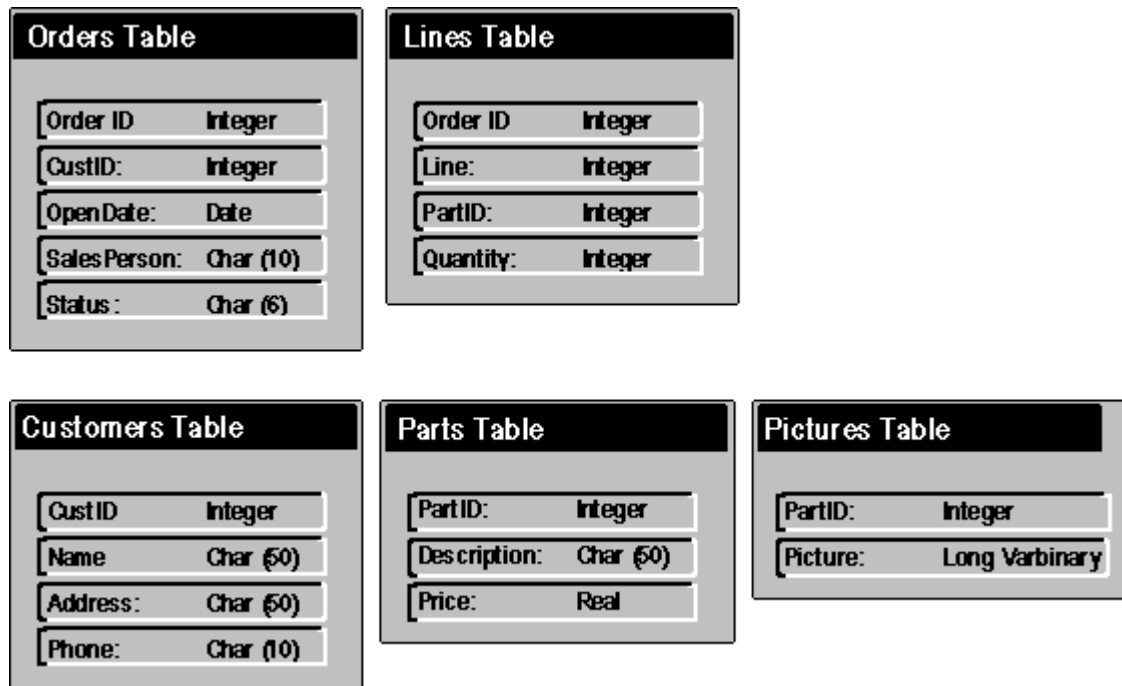 Orders Table
Order ID Integer
CustID: Integer
OpenDate: Date
SalesPerson: Char (10)
Status: Char (6)
Lines Table
Order ID Integer
Line: Integer
PartID: Integer
Quantity: Integer
Customers Table
CustID Integer
Name Char (50)
Address: Char (50)
Phone: Char (10)
Parts Table
PartID: Integer
Description: Char (50)
Price: Real
Pictures Table
PartID: Integer
Picture: Long Varbinary